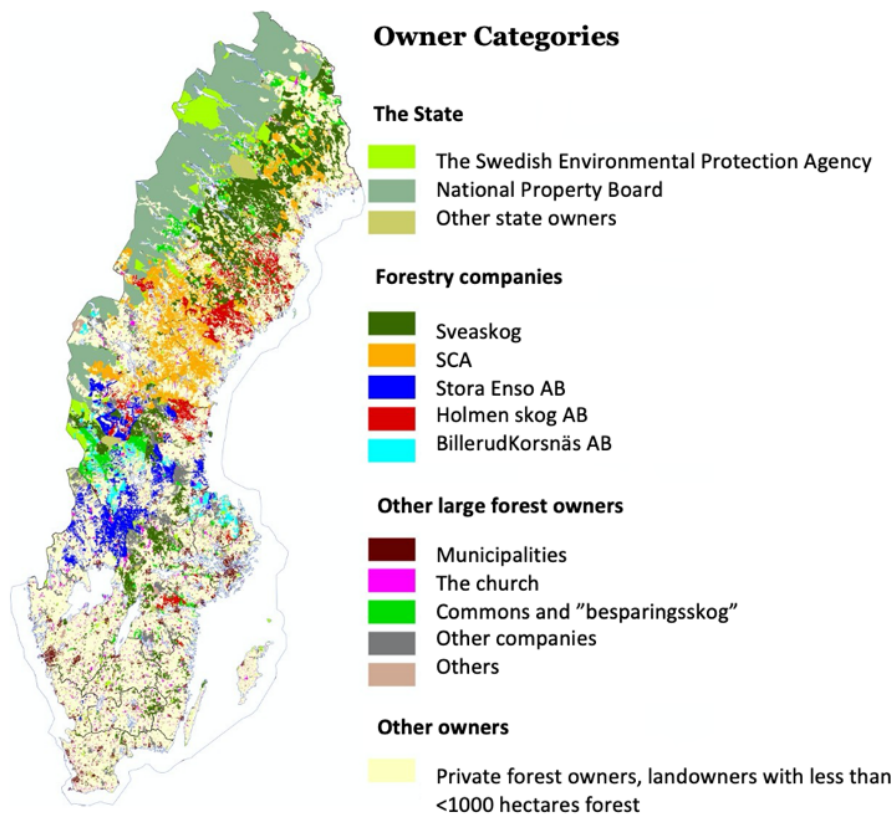 Owner Categories
The State
The Swedish Environmental Protection Agency
National Property Board
Other state owners
Forestry companies
Sveaskog
SCA
Stora Enso AB
Holmen skog AB
BillerudKorsnäs AB
Other large forest owners
Municipalities
The church
Commons and ”besparingsskog”
Other companies
Others
Other owners
Private forest owners, landowners with less than
<1000 hectares forest